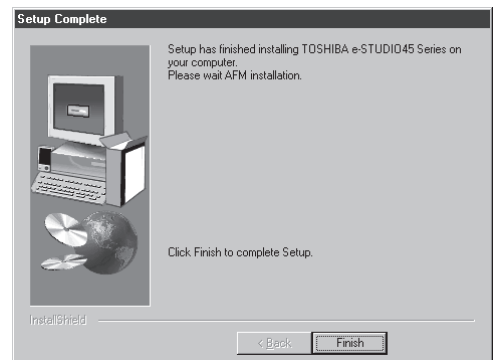 Setup Complete
Setup has finished installing TOSHIBA e-STUDIO45 Series on
your computer.
Please wait AFM installation.
Click Finish to complete Setup.
InstallShield
< Back
Finish